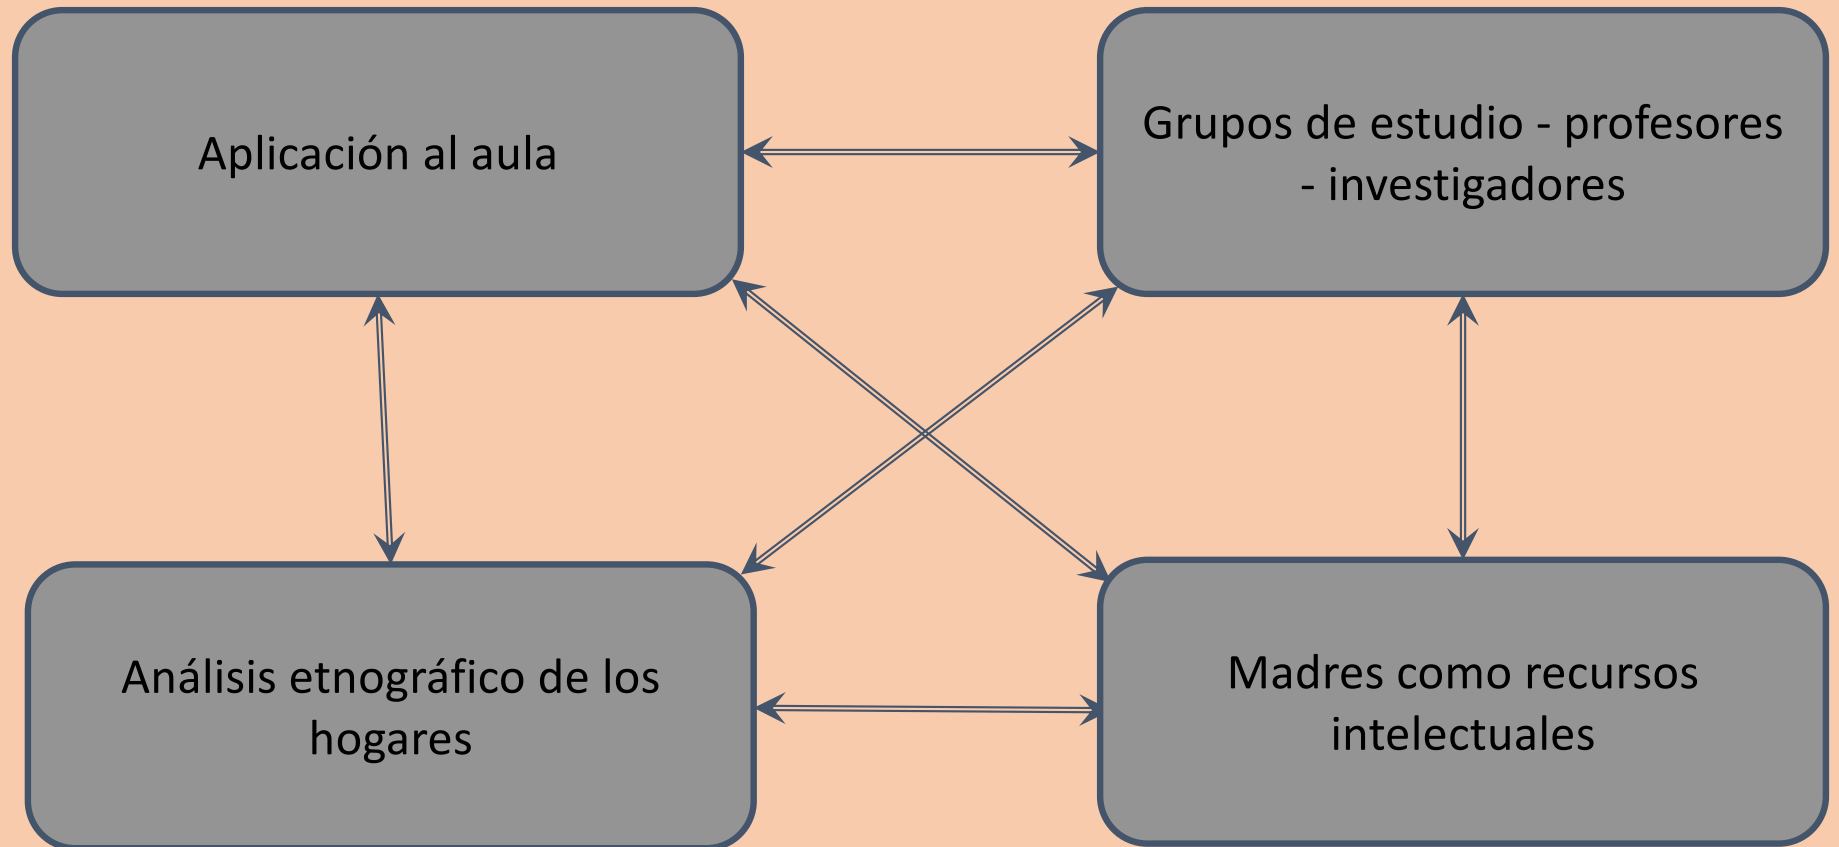 Aplicación al aula
Grupos de estudio - profesores
- investigadores
Análisis etnográfico de los
hogares
Madres como recursos
intelectuales